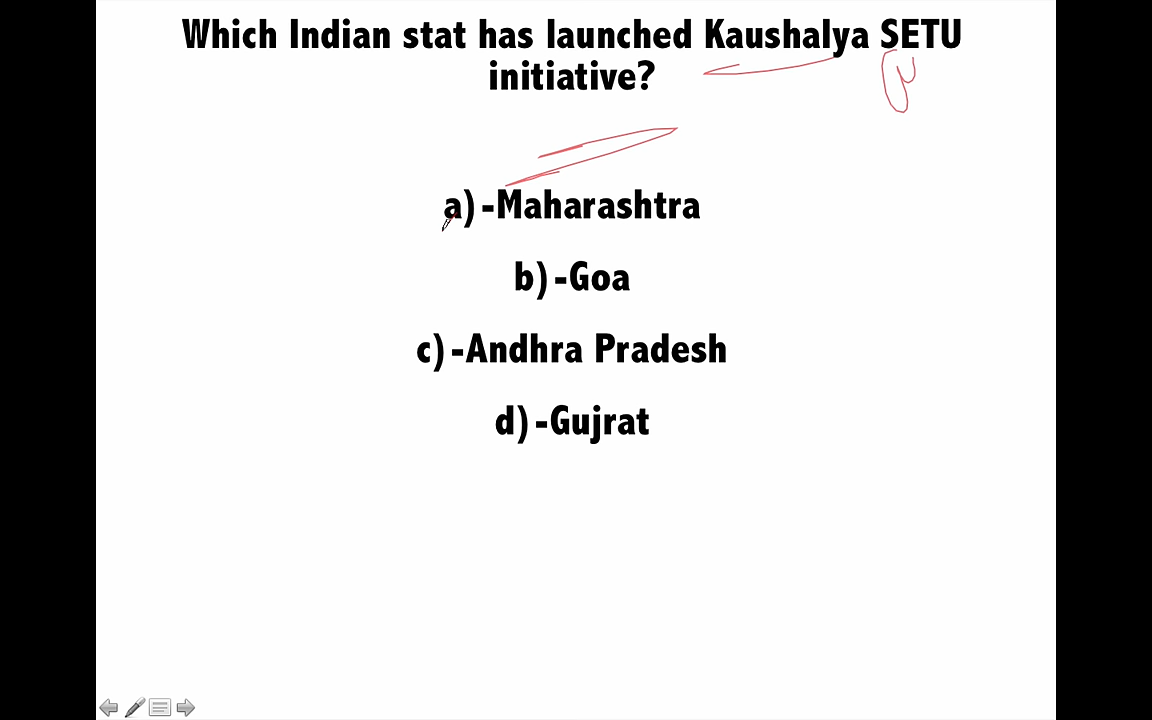 Which Indian stat has launched Kaushalya SETU
initiative?
a)-Maharashtra
b)-Goa
c)-Andhra Pradesh
d)-Gujrat